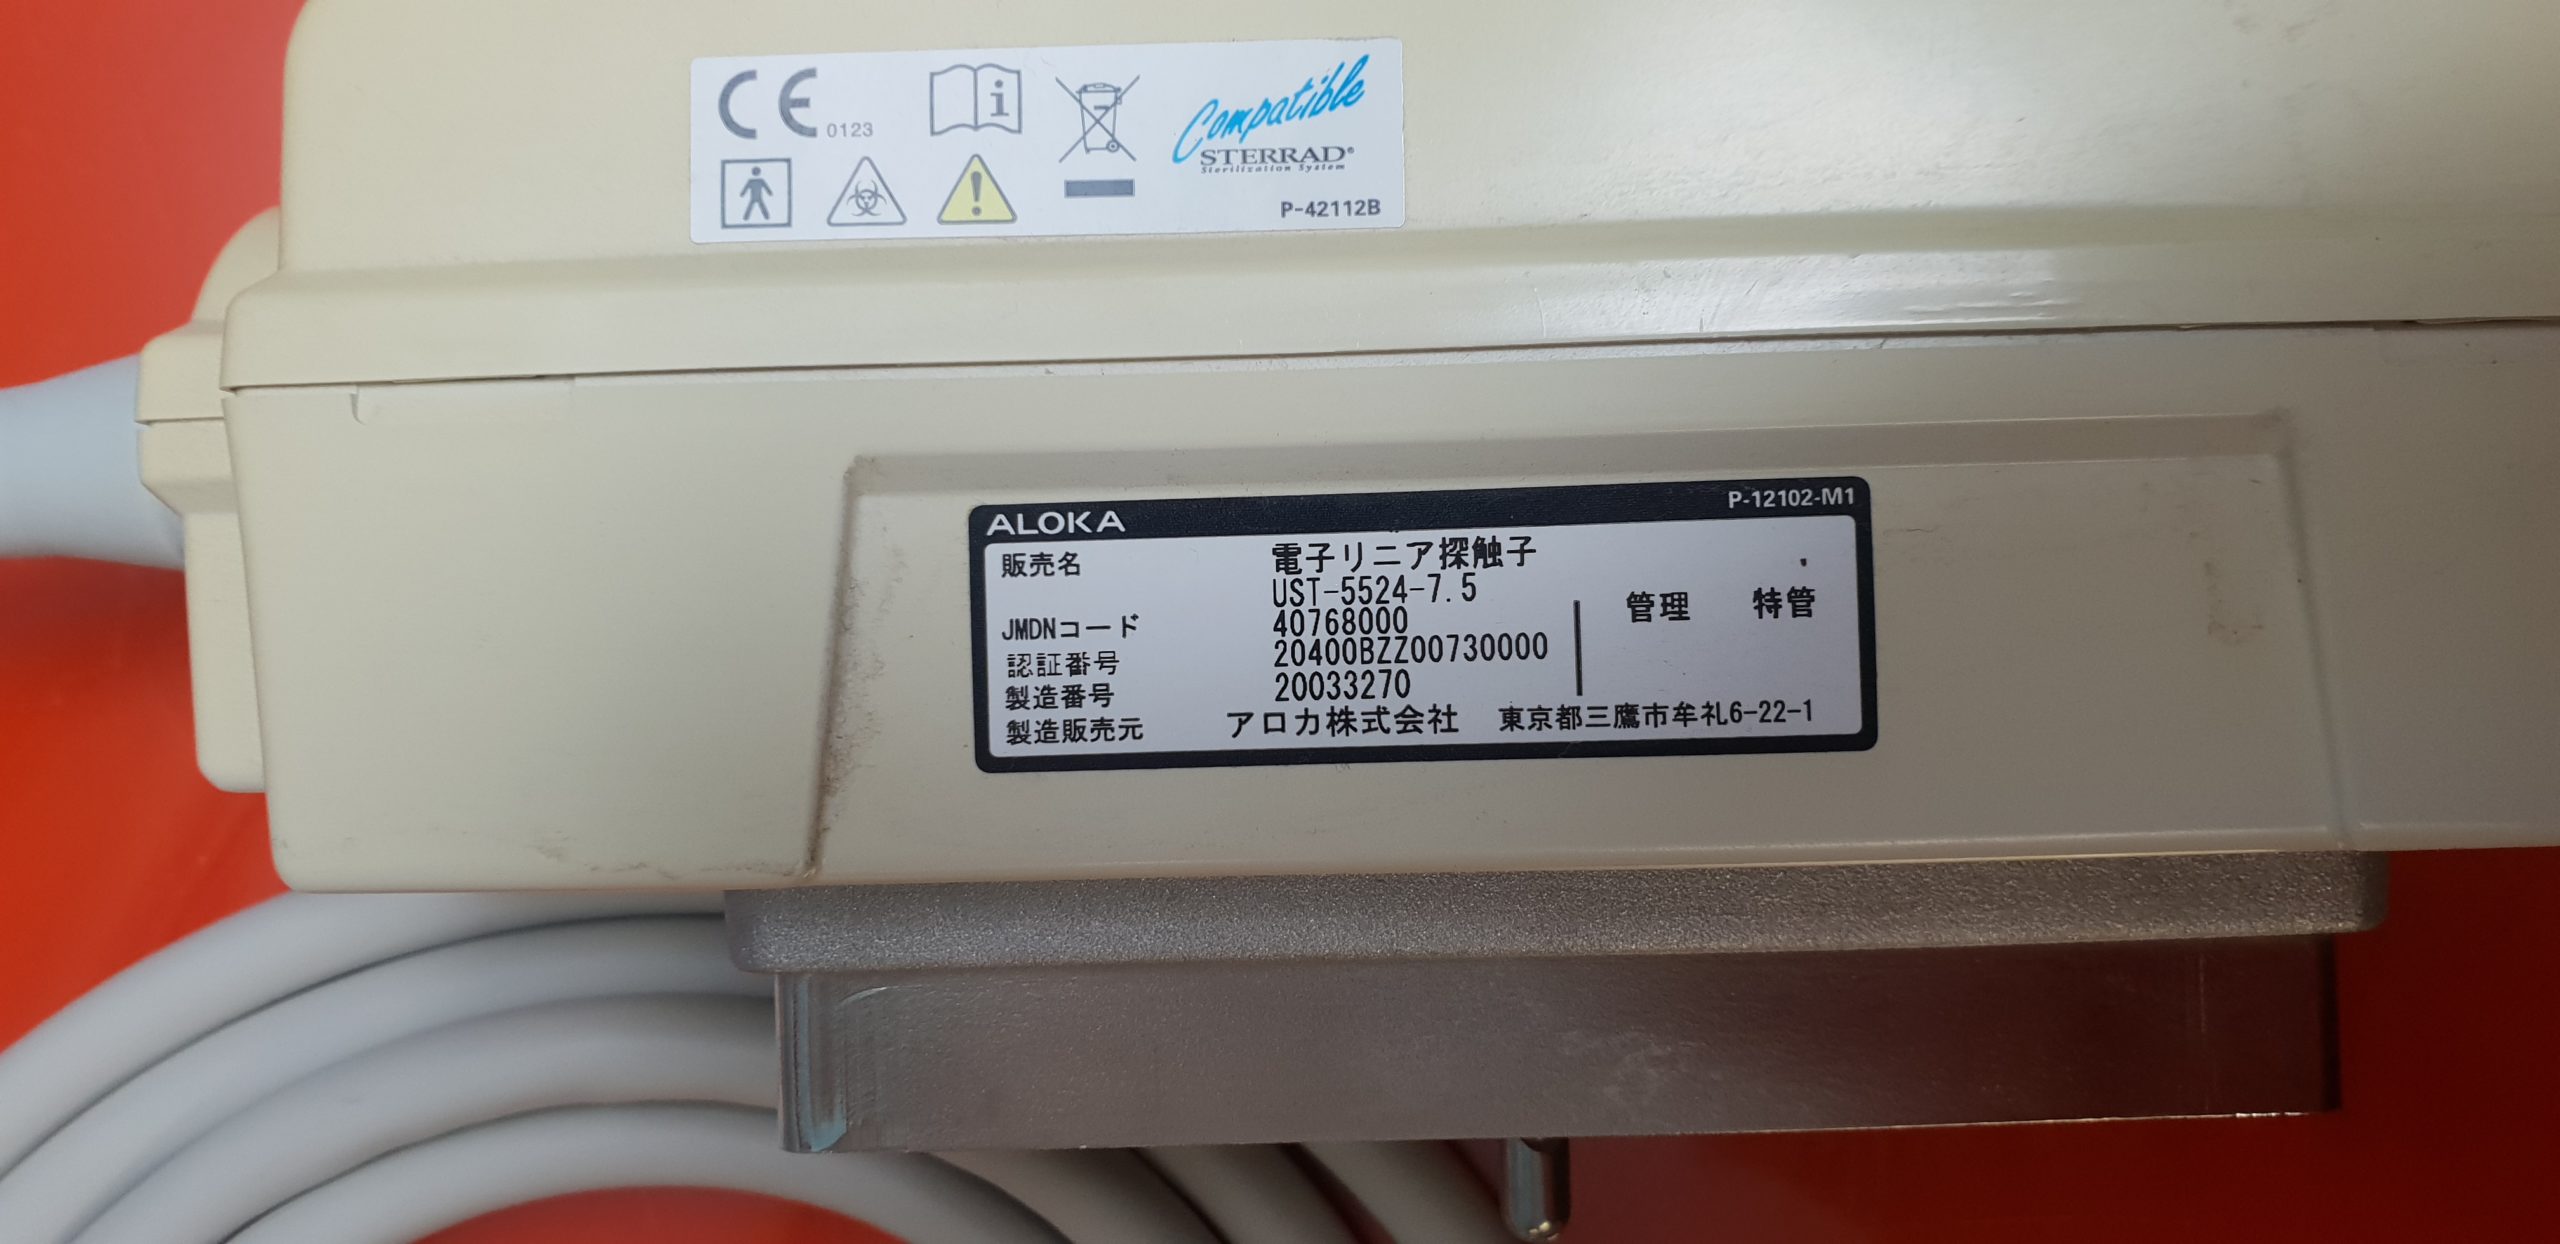 CE 0123
Compatible
STERRAD®
Sterilization System
P-42112B
ALOKA P-12102-M1
販売名 電子リニア探触子
UST-5524-7.5
JMDNコード 40768000
認証番号 20400BZZ00730000
管理 特管
製造番号 20033270
製造販売元 アロカ株式会社 東京都三鷹市牟礼6-22-1